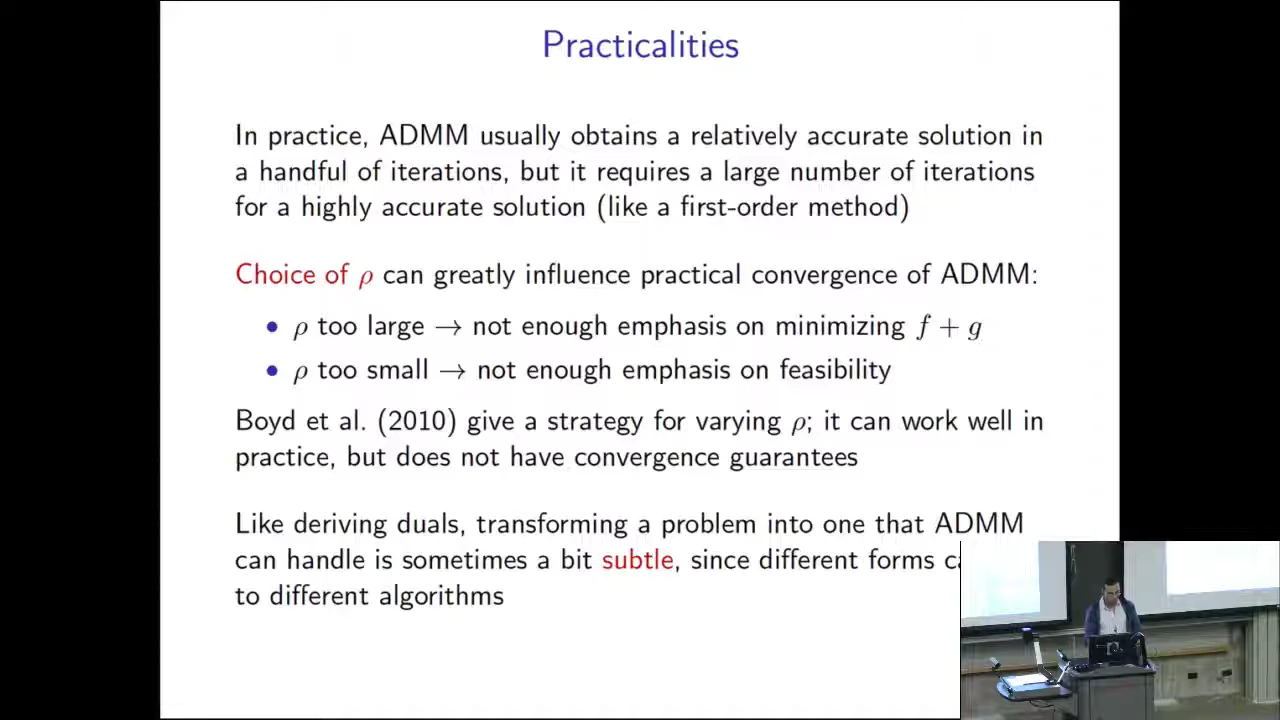 Practicalities
In practice, ADMM usually obtains a relatively accurate solution in
a handful of iterations, but it requires a large number of iterations
for a highly accurate solution (like a first-order method)
Choice of ρ can greatly influence practical convergence of ADMM:
• ρ too large → not enough emphasis on minimizing f + g
• ρ too small → not enough emphasis on feasibility
Boyd et al. (2010) give a strategy for varying ρ; it can work well in
practice, but does not have convergence guarantees
Like deriving duals, transforming a problem into one that ADMM
can handle is sometimes a bit subtle, since different forms
to different algorithms